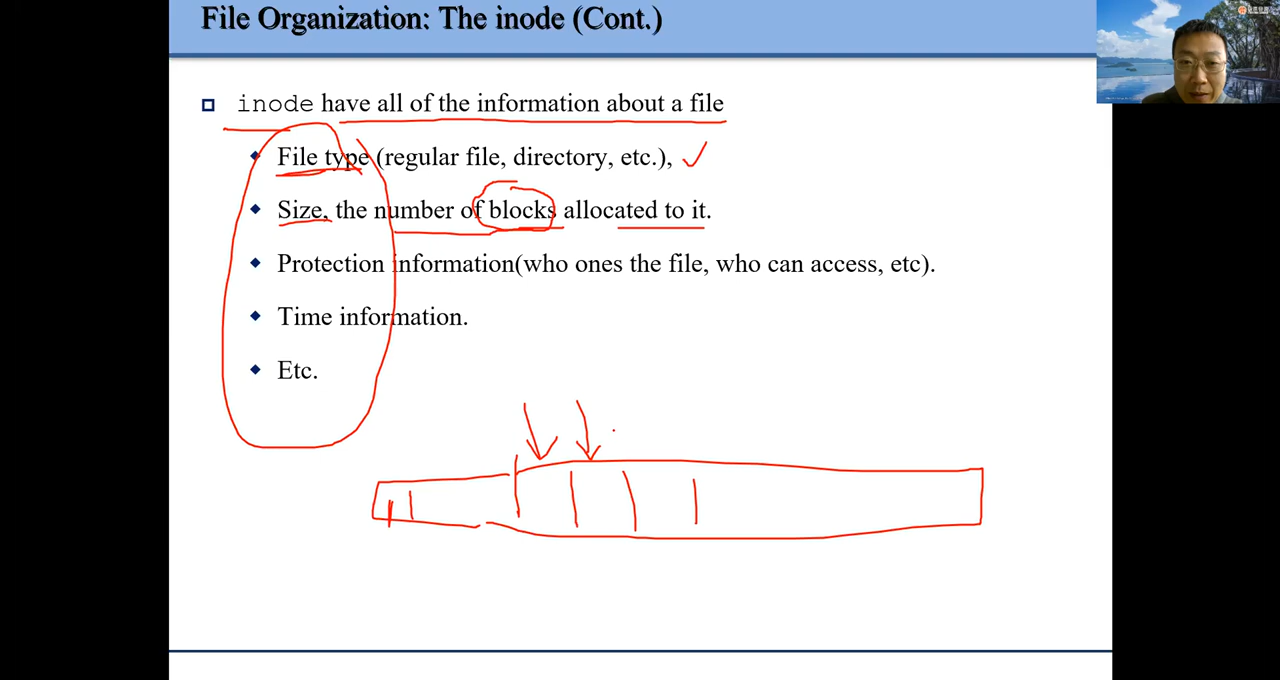 File Organization: The inode (Cont.)
inode have all of the information about a file
File type (regular file, directory, etc.),
Size, the number of blocks allocated to it.
Protection information(who ones the file, who can access, etc).
Time information.
Etc.